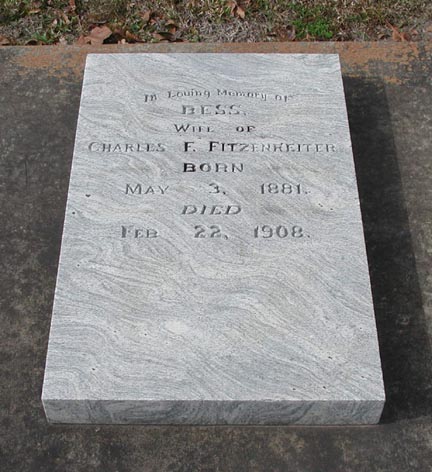 In Loving Memory of
BESS.
WIFE OF
CHARLES F. FITZENREITER
BORN
MAY 3, 1881.
DIED
FEB 22, 1908.